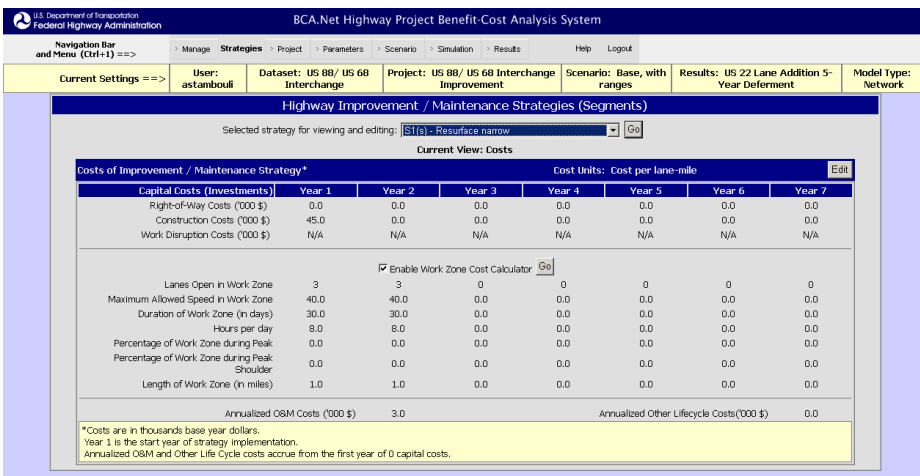 U.S. Department of Transportation
Federal Highway Administration
BCA.Net Highway Project Benefit-Cost Analysis System
Navigation Bar
and Menu (Ctrl+1) ==>
> Manage Strategies > Project > Parameters > Scenario > Simulation > Results Help Logout
Current Settings ==>
User:
astambouli
Dataset: US 88/ US 68
Interchange
Project: US 88/ US 68 Interchange
Improvement
Scenario: Base, with
ranges
Results: US 22 Lane Addition 5-
Year Deferment
Model Type:
Network
Highway Improvement / Maintenance Strategies (Segments)
Selected strategy for viewing and editing: S1(s) - Resurface narrow Go
Current View: Costs
Costs of Improvement / Maintenance Strategy* Cost Units: Cost per lane-mile Edit
Capital Costs (Investments) Year 1 Year 2 Year 3 Year 4 Year 5 Year 6 Year 7
Right-of-Way Costs ('000 $) 0.0 0.0 0.0 0.0 0.0 0.0 0.0
Construction Costs ('000 $) 45.0 0.0 0.0 0.0 0.0 0.0 0.0
Work Disruption Costs ('000 $) N/A N/A N/A N/A N/A N/A N/A
Enable Work Zone Cost Calculator Go
Lanes Open in Work Zone 3 3 0 0 0 0 0
Maximum Allowed Speed in Work Zone 40.0 40.0 0.0 0.0 0.0 0.0 0.0
Duration of Work Zone (in days) 30.0 30.0 0.0 0.0 0.0 0.0 0.0
Hours per day 8.0 8.0 0.0 0.0 0.0 0.0 0.0
Percentage of Work Zone during Peak 0.0 0.0 0.0 0.0 0.0 0.0 0.0
Percentage of Work Zone during Peak
Shoulder 0.0 0.0 0.0 0.0 0.0 0.0 0.0
Length of Work Zone (in miles) 1.0 1.0 0.0 0.0 0.0 0.0 0.0
Annualized O&M Costs ('000 $) 3.0 Annualized Other Lifecycle Costs('000 $) 0.0
*Costs are in thousands base year dollars.
Year 1 is the start year of strategy implementation.
Annualized O&M and Other Life Cycle costs accrue from the first year of 0 capital costs.